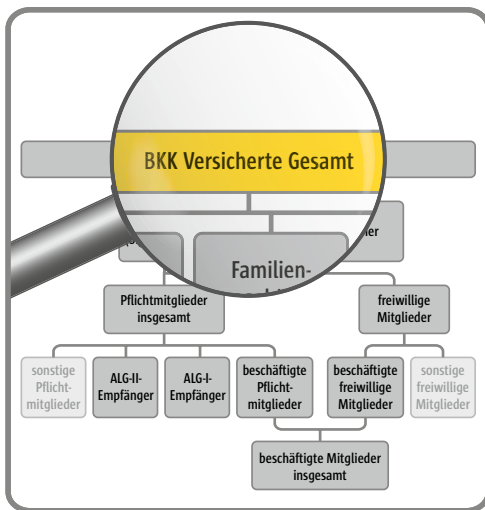 BKK Versicherte Gesamt
Familien-
Pflichtmitglieder
insgesamt
freiwillige
Mitglieder
sonstige
Pflicht-
mitglieder
ALG-II-
Empfänger
ALG-I-
Empfänger
beschäftigte
Pflicht-
mitglieder
beschäftigte
freiwillige
Mitglieder
sonstige
freiwillige
Mitglieder
beschäftigte Mitglieder
insgesamt